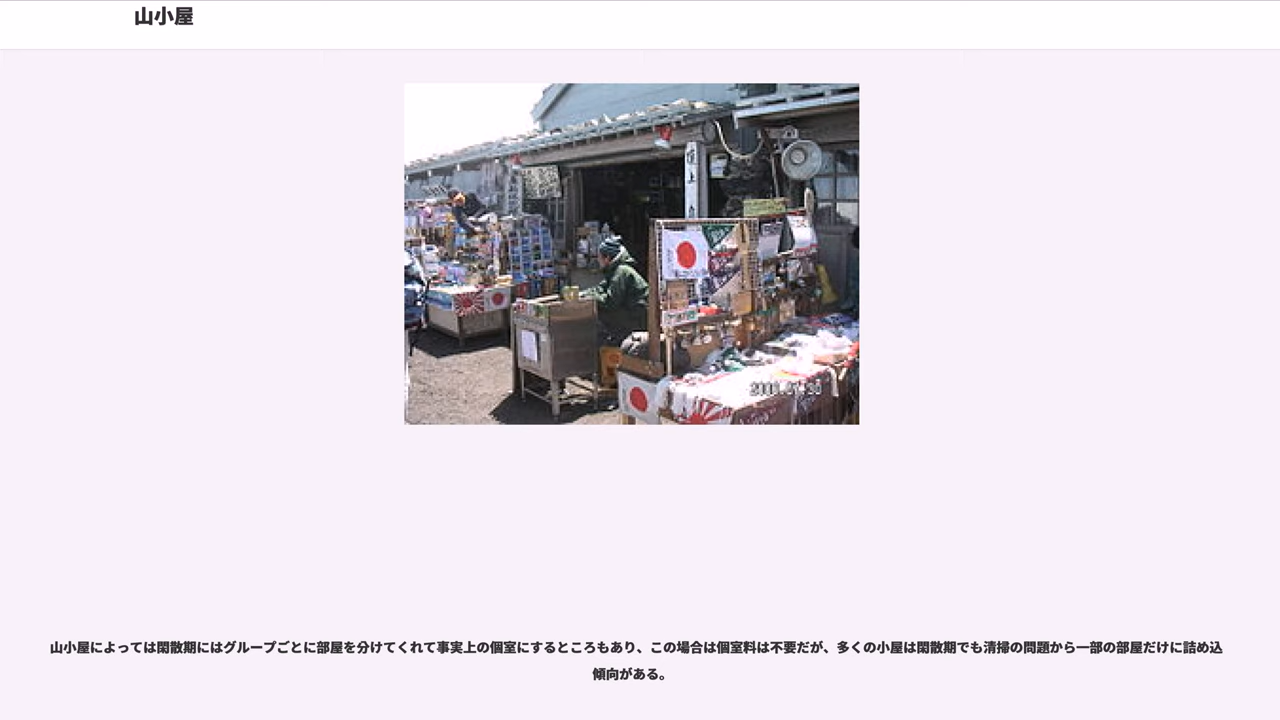 山小屋
山小屋によっては閑散期にはグループごとに部屋を分けてくれて事実上の個室にするところもあり、この場合は個室料は不要だが、多くの小屋は閑散期でも清掃の問題から一部の部屋だけに詰め込
傾向がある。